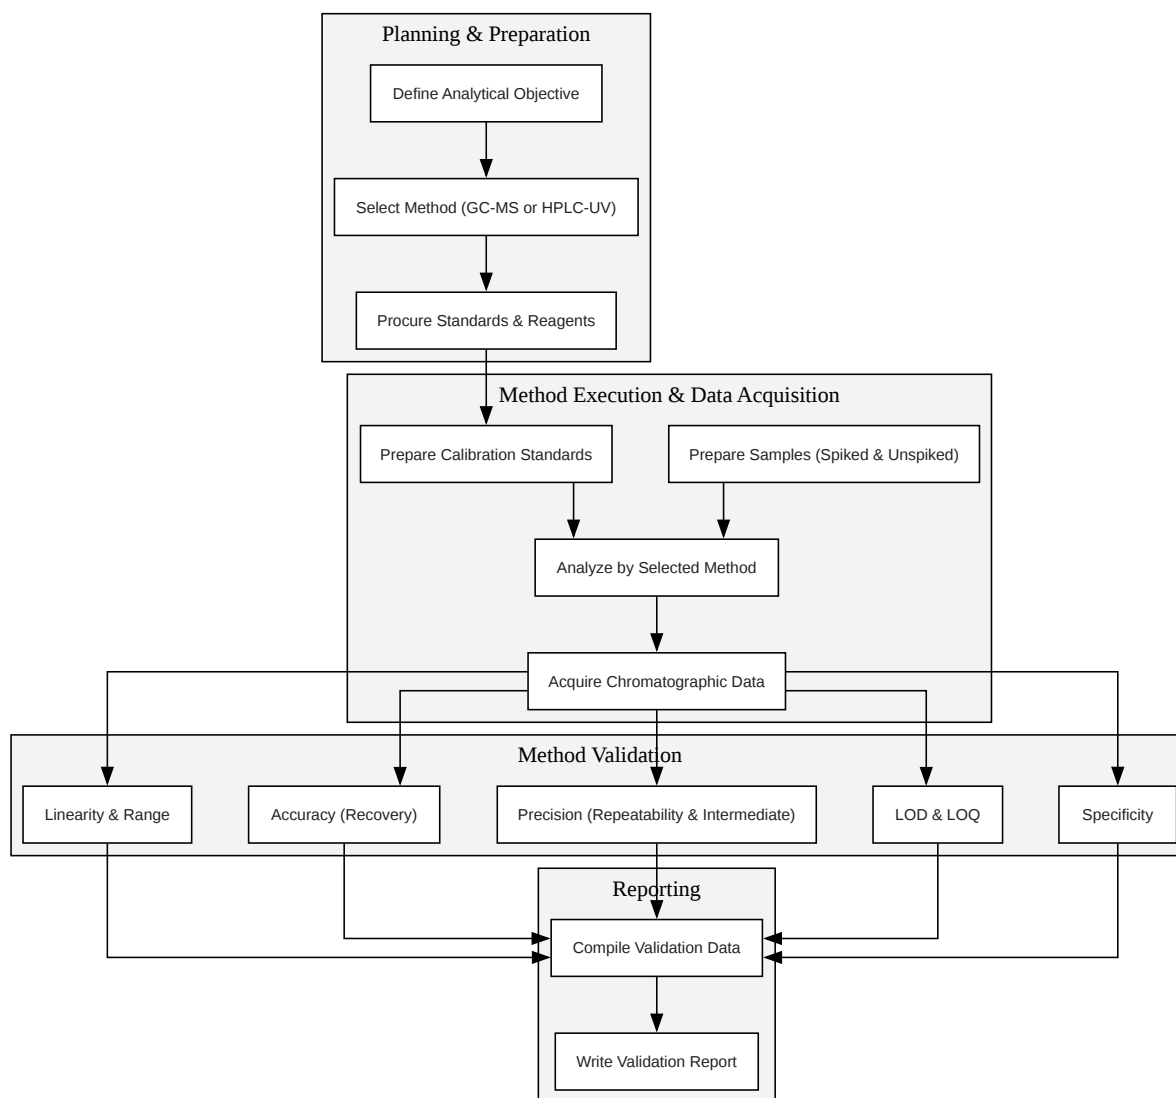 Planning & Preparation
Define Analytical Objective
Select Method (GC-MS or HPLC-UV)
Procure Standards & Reagents
Method Execution & Data Acquisition
Prepare Calibration Standards
Prepare Samples (Spiked & Unspiked)
Analyze by Selected Method
Acquire Chromatographic Data
Method Validation
Linearity & Range
Accuracy (Recovery)
Precision (Repeatability & Intermediate)
LOD & LOQ
Specificity
Reporting
Compile Validation Data
Write Validation Report